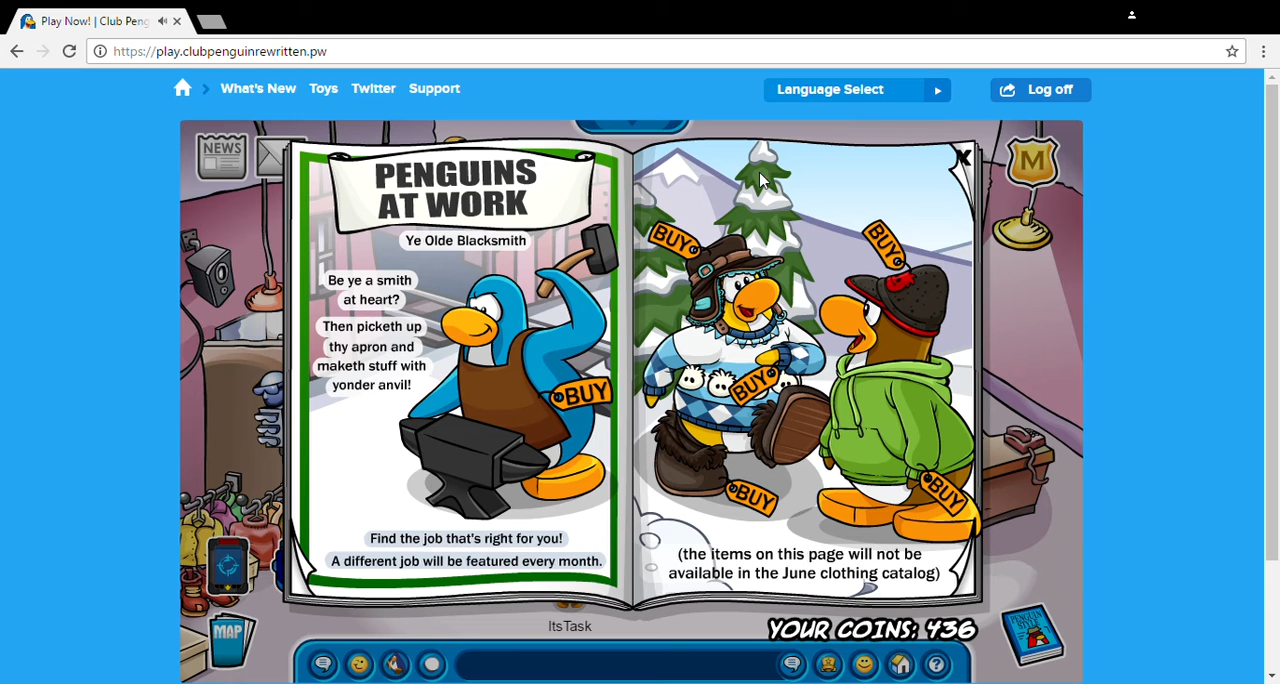 Play Now! | Club Peng
https://play.clubpenguinrewritten.pw
What's New
Toys
Twitter
Support
Language Select
Log off
NEWS
M
PENGUINS
AT WORK
Ye Olde Blacksmith
Be ye a smith
at heart?
Then picketh up
thy apron and
maketh stuff with
yonder anvil!
BUY
Find the job that's right for you!
A different job will be featured every month.
BUY
BUY
BUY
BUY
BUY
X
(the items on this page will not be
available in the June clothing catalog)
MAP
ItsTask
YOUR COINS: 436
PENGUIN
STYLE
?